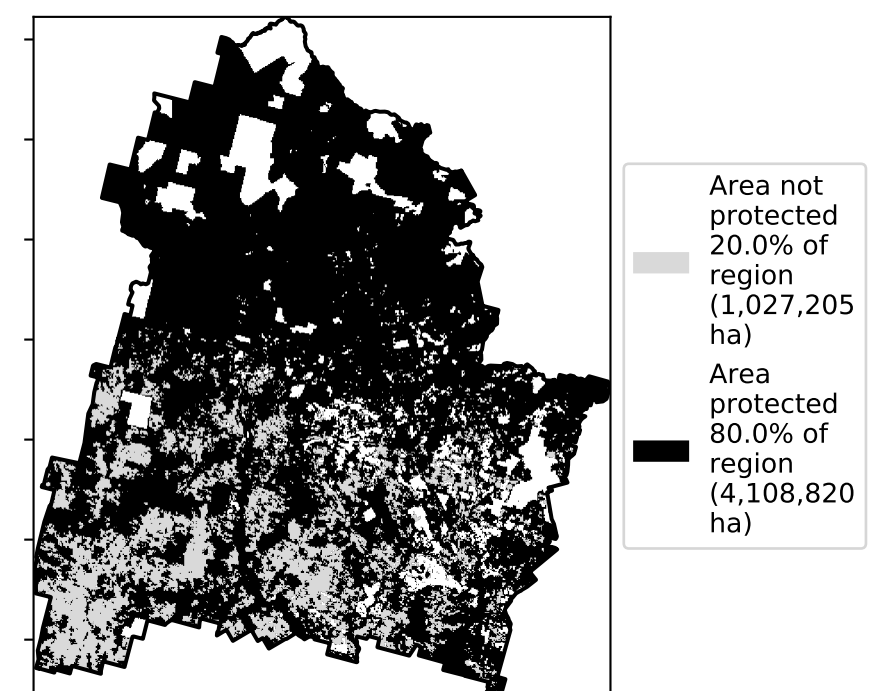 Area not
protected
20.0% of
region
(1,027,205
ha)
Area
protected
80.0% of
region
(4,108,820
ha)